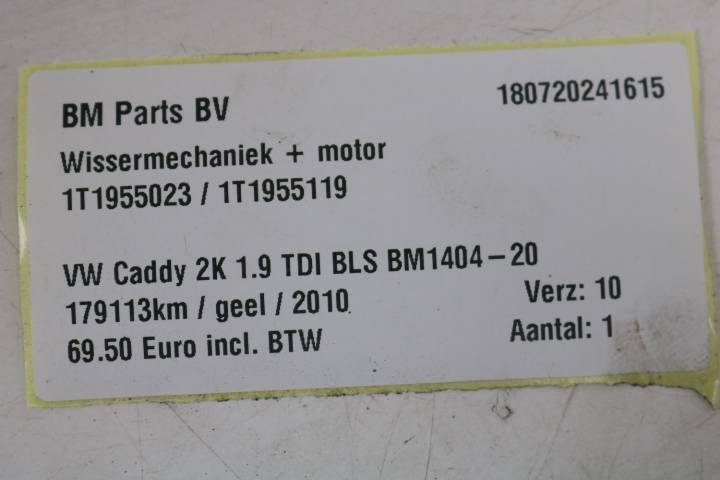 BM Parts BV 180720241615
Wissermechaniek + motor
1T1955023 / 1T1955119
VW Caddy 2K 1.9 TDI BLS BM1404-20
179113km / geel / 2010 Verz: 10
69.50 Euro incl. BTW Aantal: 1